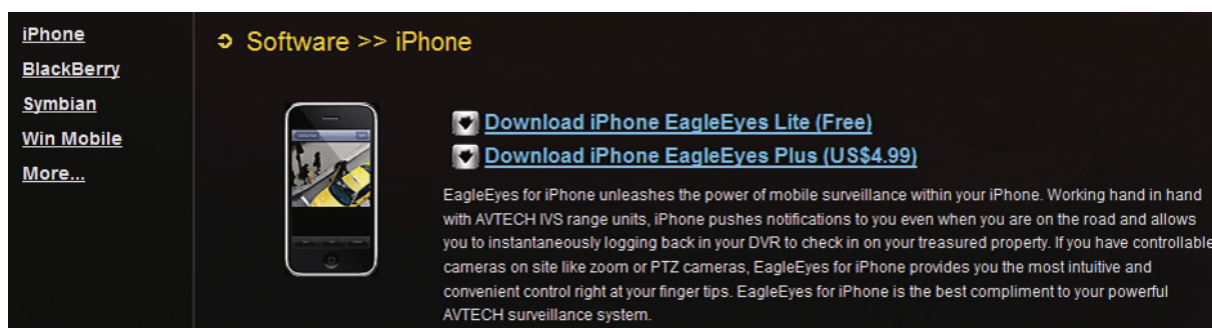 iPhone
BlackBerry
Symbian
Win Mobile
More...
Software >> iPhone
Download iPhone EagleEyes Lite (Free)
Download iPhone EagleEyes Plus (US$4.99)
EagleEyes for iPhone unleashes the power of mobile surveillance within your iPhone. Working hand in hand
with AVTECH IVS range units, iPhone pushes notifications to you even when you are on the road and allows
you to instantaneously logging back in your DVR to check in on your treasured property. If you have controllable
cameras on site like zoom or PTZ cameras, EagleEyes for iPhone provides you the most intuitive and
convenient control right at your finger tips. EagleEyes for iPhone is the best compliment to your powerful
AVTECH surveillance system.